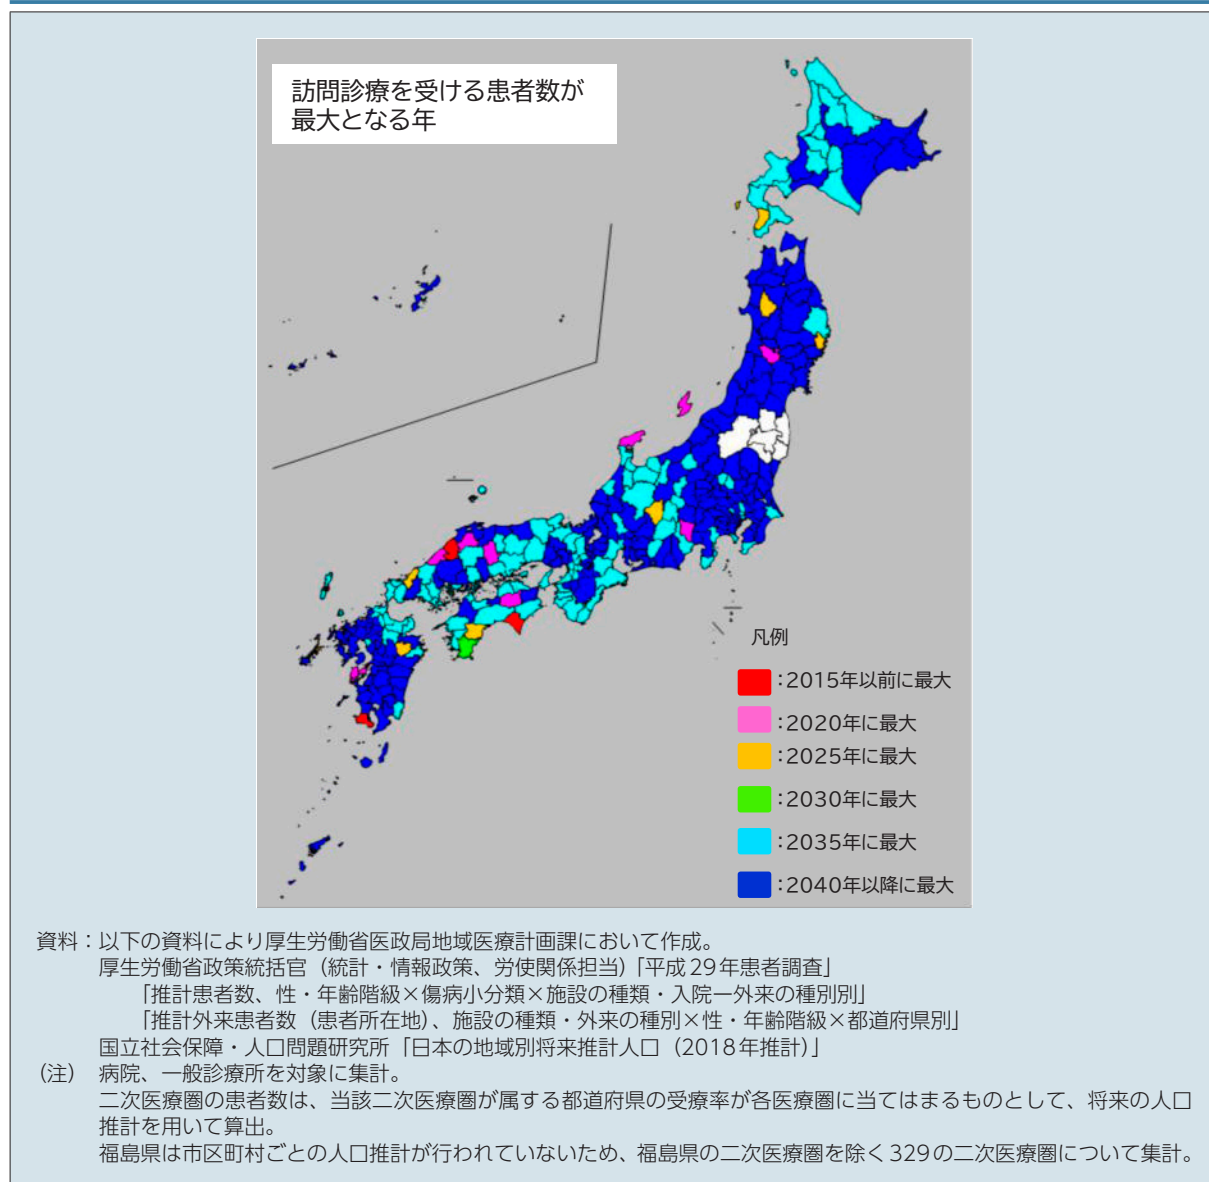 訪問診療を受ける患者数が
最大となる年
凡例
：2015年以前に最大
：2020年に最大
：2025年に最大
：2030年に最大
：2035年に最大
：2040年以降に最大
資料：以下の資料により厚生労働省医政局地域医療計画課において作成。
厚生労働省政策統括官（統計・情報政策、労使関係担当）「平成29年患者調査」
「推計患者数、性・年齢階級×傷病小分類×施設の種類・入院ー外来の種別別」
「推計外来患者数（患者所在地）、施設の種類・外来の種別×性・年齢階級×都道府県別」
国立社会保障・人口問題研究所「日本の地域別将来推計人口（2018年推計）」
（注） 病院、一般診療所を対象に集計。
二次医療圏の患者数は、当該二次医療圏が属する都道府県の受療率が各医療圏に当てはまるものとして、将来の人口
推計を用いて算出。
福島県は市区町村ごとの人口推計が行われていないため、福島県の二次医療圏を除く329の二次医療圏について集計。